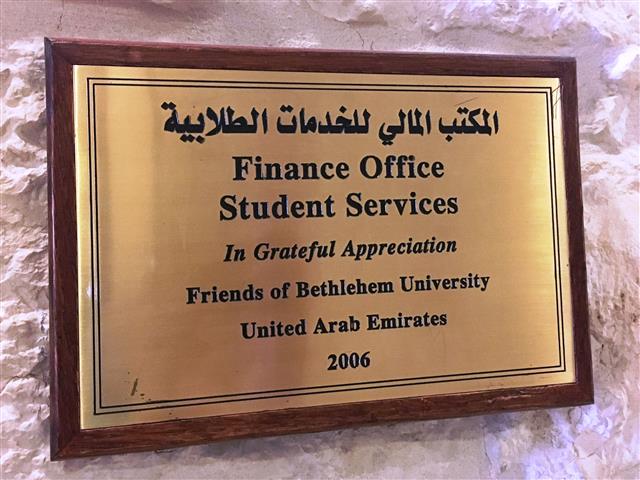 المكتب المالي للخدمات الطلابية
Finance Office
Student Services
In Grateful Appreciation
Friends of Bethlehem University
United Arab Emirates
2006